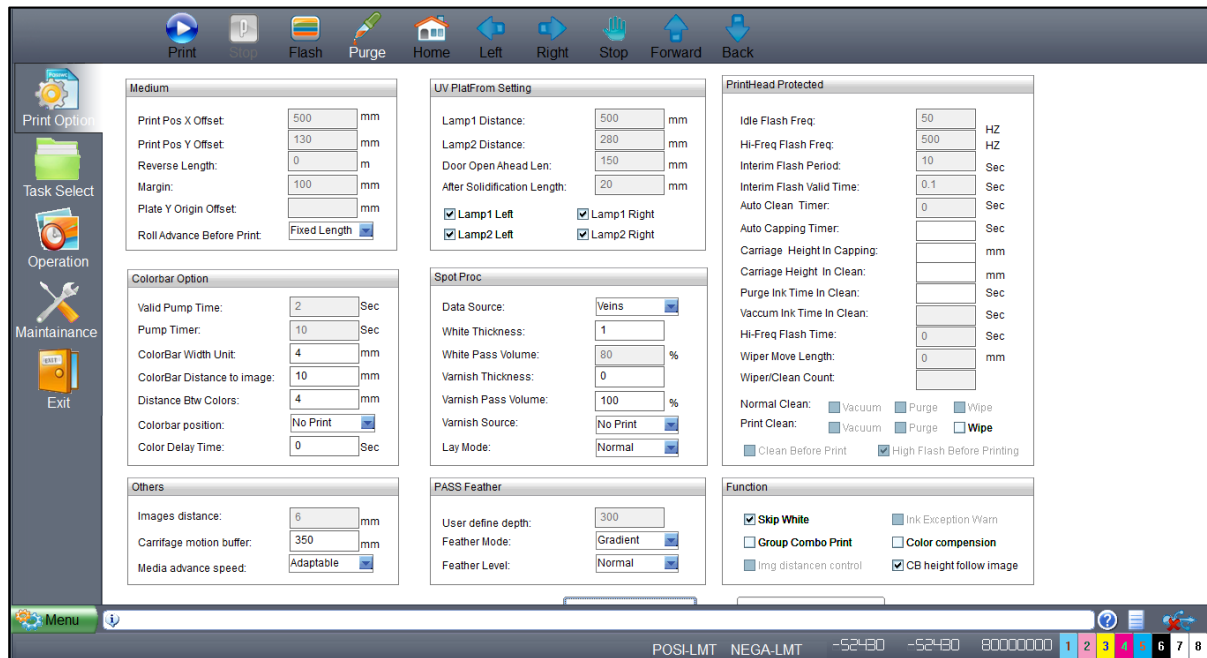 Print Stop Flash Purge Home Left Right Stop Forward Back
Print Option
Task Select
Operation
Maintainance
Exit
Medium
Print Pos X Offset: 500 mm
Print Pos Y Offset: 130 mm
Reverse Length: 0 m
Margin: 100 mm
Plate Y Origin Offset: mm
Roll Advance Before Print: Fixed Length
UV PlatFrom Setting
Lamp1 Distance: 500 mm
Lamp2 Distance: 280 mm
Door Open Ahead Len: 150 mm
After Solidification Length: 20 mm
Lamp1 Left Lamp1 Right
Lamp2 Left Lamp2 Right
PrintHead Protected
Idle Flash Freq: 50 HZ
Hi-Freq Flash Freq: 500 HZ
Interim Flash Period: 10 Sec
Interim Flash Valid Time: 0.1 Sec
Auto Clean Timer: 0 Sec
Auto Capping Timer: Sec
Carriage Height In Capping: mm
Carriage Height In Clean: mm
Purge Ink Time In Clean: Sec
Vaccum Ink Time In Clean: Sec
Hi-Freq Flash Time: 0 Sec
Wiper Move Length: 0 mm
Wiper/Clean Count:
Normal Clean: Vacuum Purge Wipe
Print Clean: Vacuum Purge Wipe
Clean Before Print High Flash Before Printing
Colorbar Option
Valid Pump Time: 2 Sec
Pump Timer: 10 Sec
ColorBar Width Unit: 4 mm
ColorBar Distance to image: 10 mm
Distance Btw Colors: 4 mm
Colorbar position: No Print
Color Delay Time: 0 Sec
Spot Proc
Data Source: Veins
White Thickness: 1
White Pass Volume: 80 %
Varnish Thickness: 0
Varnish Pass Volume: 100 %
Varnish Source: No Print
Lay Mode: Normal
Others
Images distance: 6 mm
Carrifage motion buffer: 350 mm
Media advance speed: Adaptable
PASS Feather
User define depth: 300
Feather Mode: Gradient
Feather Level: Normal
Function
Skip White Ink Exception Warn
Group Combo Print Color compension
Img distancen control CB height follow image
Menu
POSI-LMT NEGA-LMT -52430 -52430 80000000 1 2 3 4 5 6 7 8